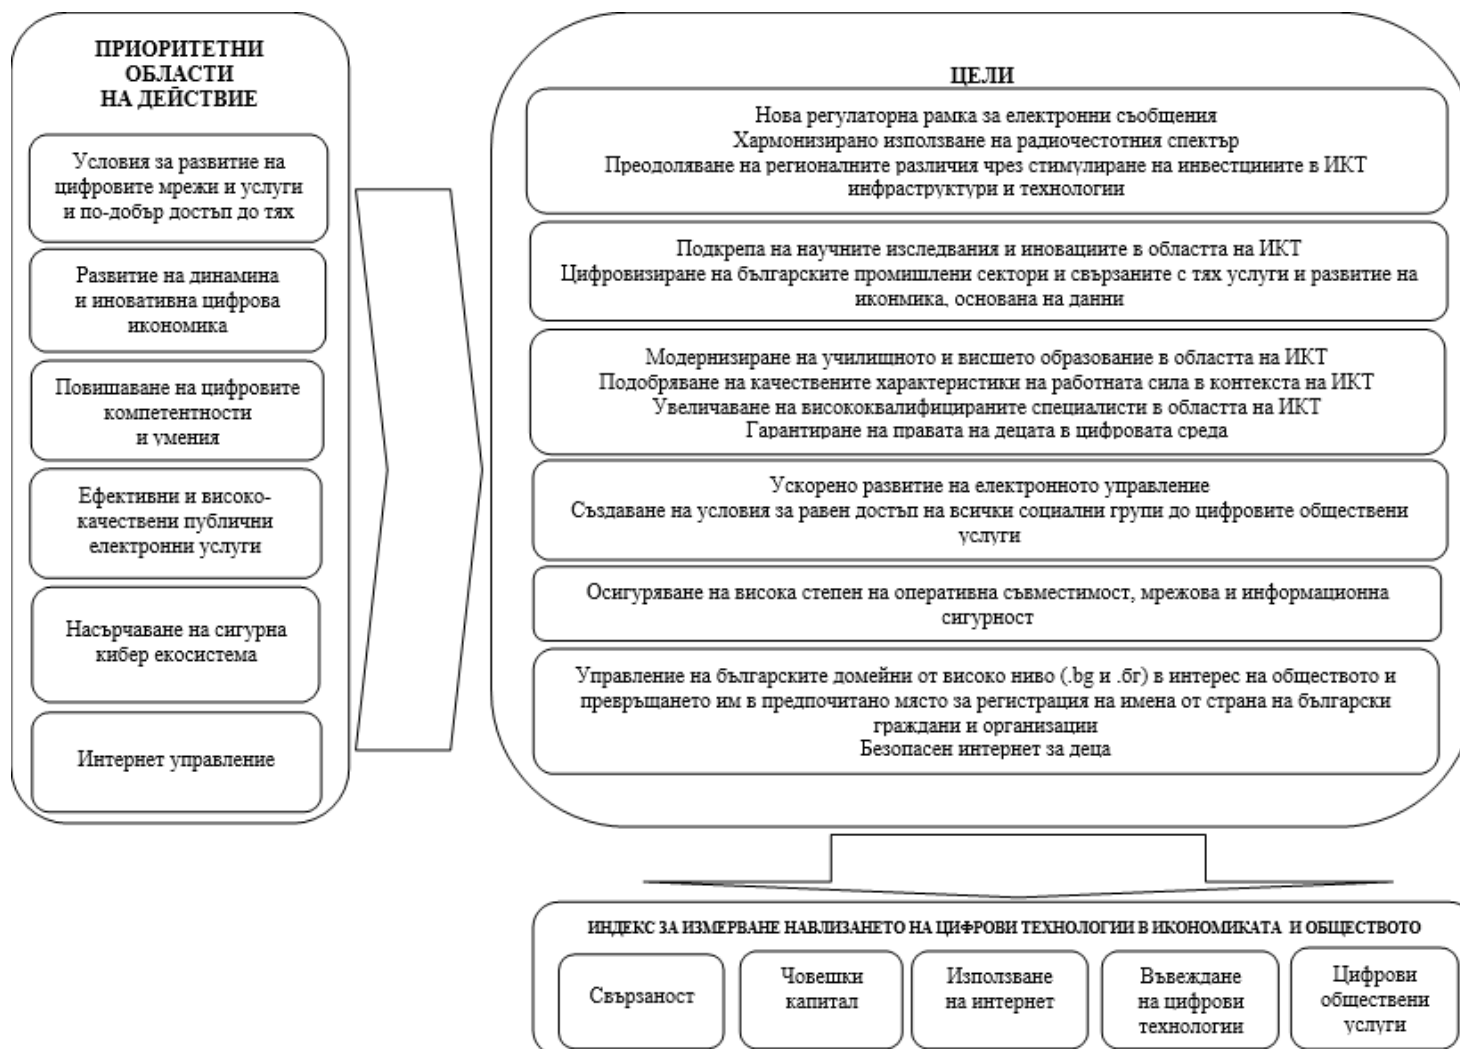 ПРИОРИТЕТНИ
ОБЛАСТИ
НА ДЕЙСТВИЕ
Условия за развитие на
цифровите мрежи и услуги
и по-добър достъп до тях
Развитие на динамина
и иновативна цифрова
икономика
Повишаване на цифровите
компетентности
и умения
Ефективни и високо-
качествени публични
електронни услуги
Насърчаване на сигурна
кибер екосистема
Интернет управление
ЦЕЛИ
Нова регулаторна рамка за електронни съобщения
Хармонизирано използване на радиочестотния спектър
Преодоляване на регионалните различия чрез стимулиране на инвестцииите в ИКТ
инфраструктури и технологии
Подкрепа на научните изследвания и иновациите в областта на ИКТ
Цифровизиране на българските промишлени сектори и свързаните с тях услуги и развитие на
иконмика, основана на данни
Модернизиране на училищното и висшето образование в областта на ИКТ
Подобряване на качествените характеристики на работната сила в контекста на ИКТ
Увеличаване на висококвалифицираните специалисти в областта на ИКТ
Гарантиране на правата на децата в цифровата среда
Ускорено развитие на електронното управление
Създаване на условия за равен достъп на всички социални групи до цифровите обществени
услуги
Осигуряване на висока степен на оперативна съвместимост, мрежова и информационна
сигурност
Управление на българските домейни от високо ниво (.bg и .бг) в интерес на обществото и
превръщането им в предпочитано място за регистрация на имена от страна на български
граждани и организации
Безопасен интернет за деца
ИНДЕКС ЗА ИЗМЕРВАНЕ НАВЛИЗАНЕТО НА ЦИФРОВИ ТЕХНОЛОГИИ В ИКОНОМИКАТА И ОБЩЕСТВОТО
Свързаност
Човешки
капитал
Използване
на интернет
Въвеждане
на цифрови
технологии
Цифрови
обществени
услуги